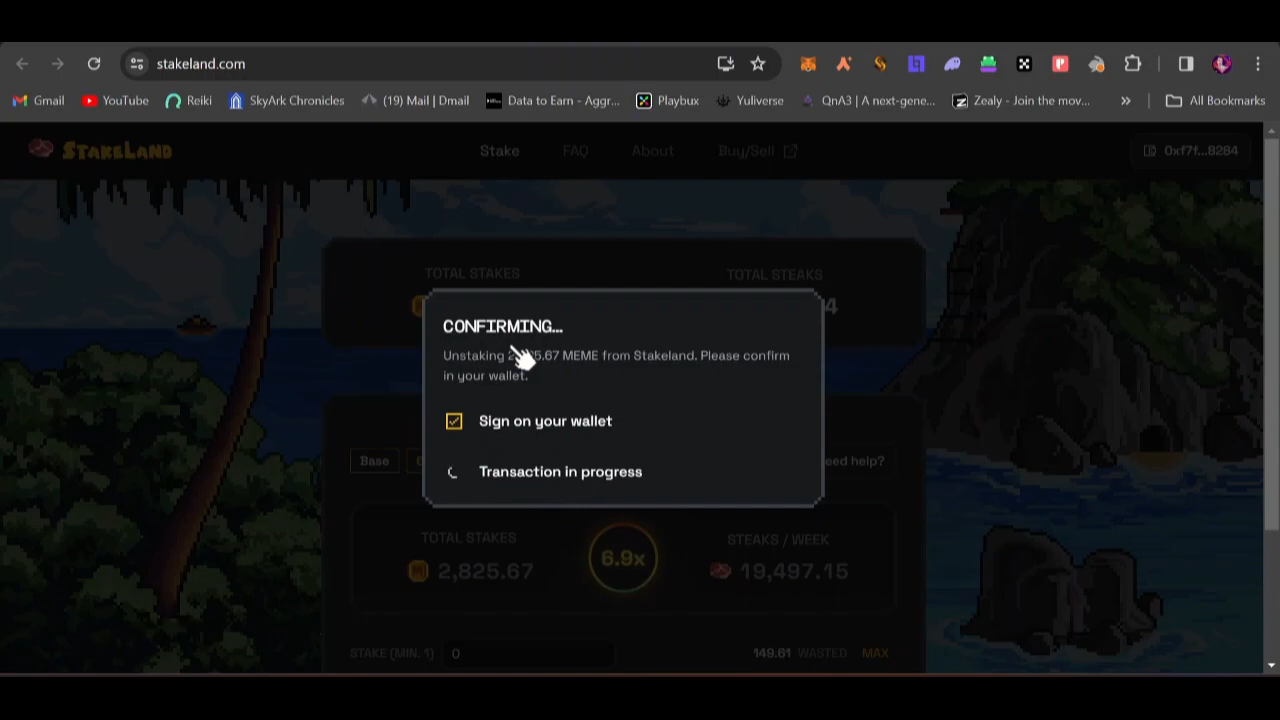 stakeland.com
Gmail YouTube Reiki SkyArk Chronicles (19) Mail | Dmail Data to Earn - Aggr... Playbux Yuliverse QnA3 | A next-gene... Zealy - Join the mov... » All Bookmarks
STAKELAND Stake FAQ About Buy/Sell 0xf7f...8284
TOTAL STAKES TOTAL STEAKS
4
CONFIRMING...
Unstaking MEME from Stakeland. Please confirm
in your wallet.
Sign on your wallet
Base eed help?
Transaction in progress
TOTAL STAKES STEAKS / WEEK
2,825.67 6.9x 19,497.15
STAKE (MIN. 1) 0 149.61 WASTED MAX